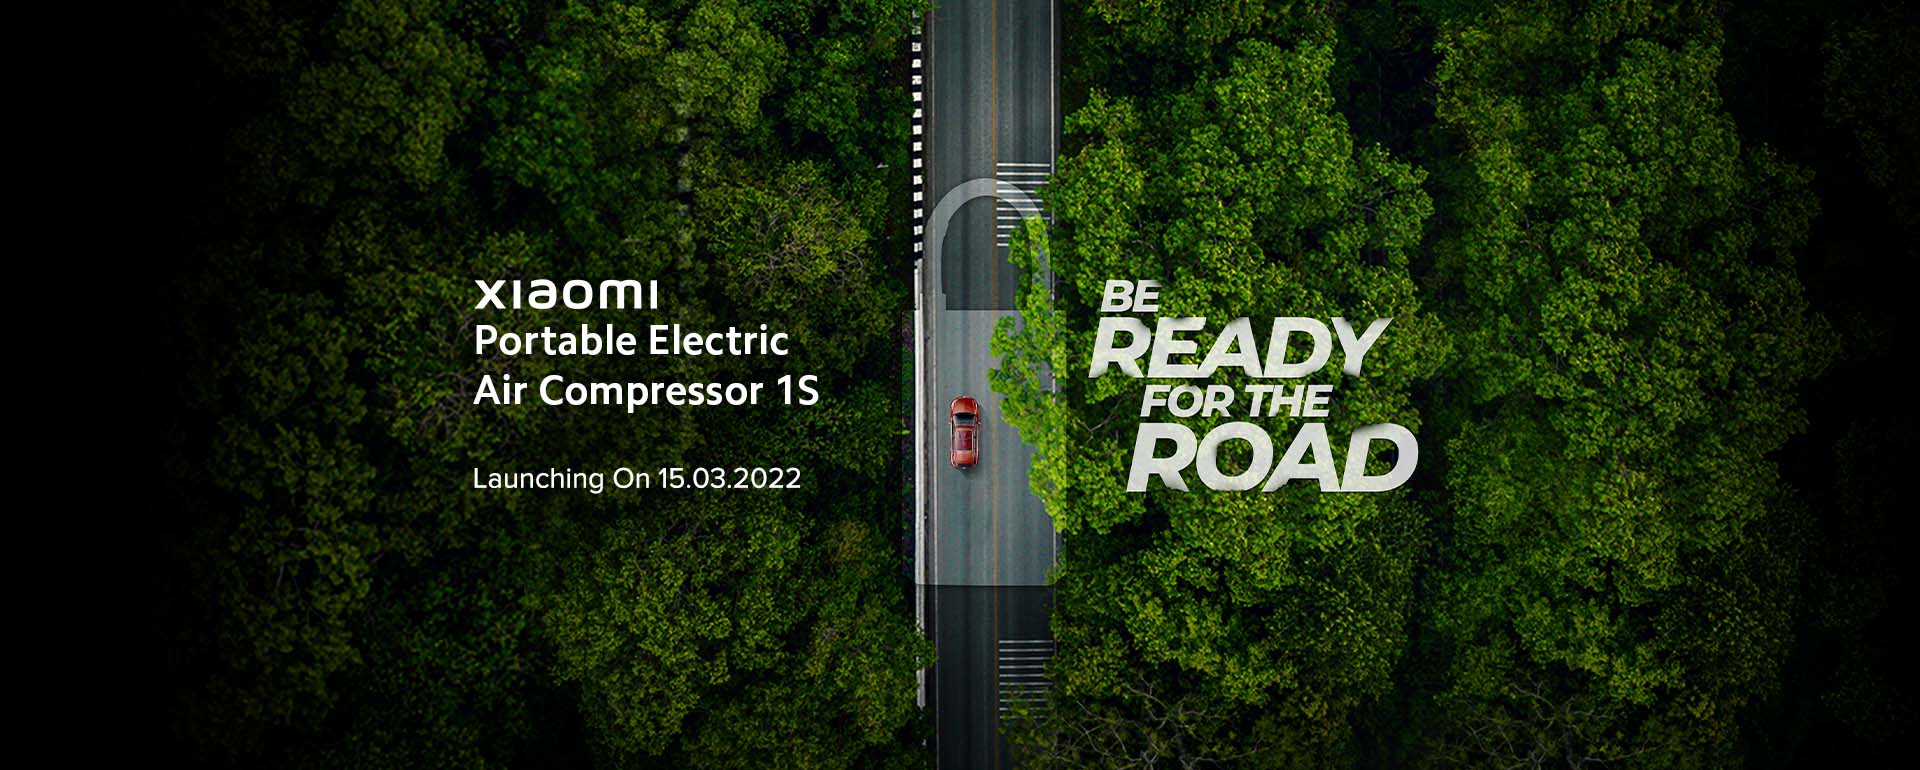 xiaomi
Portable Electric
Air Compressor 1S
Launching On 15.03.2022
BE
READY
FOR THE
ROAD